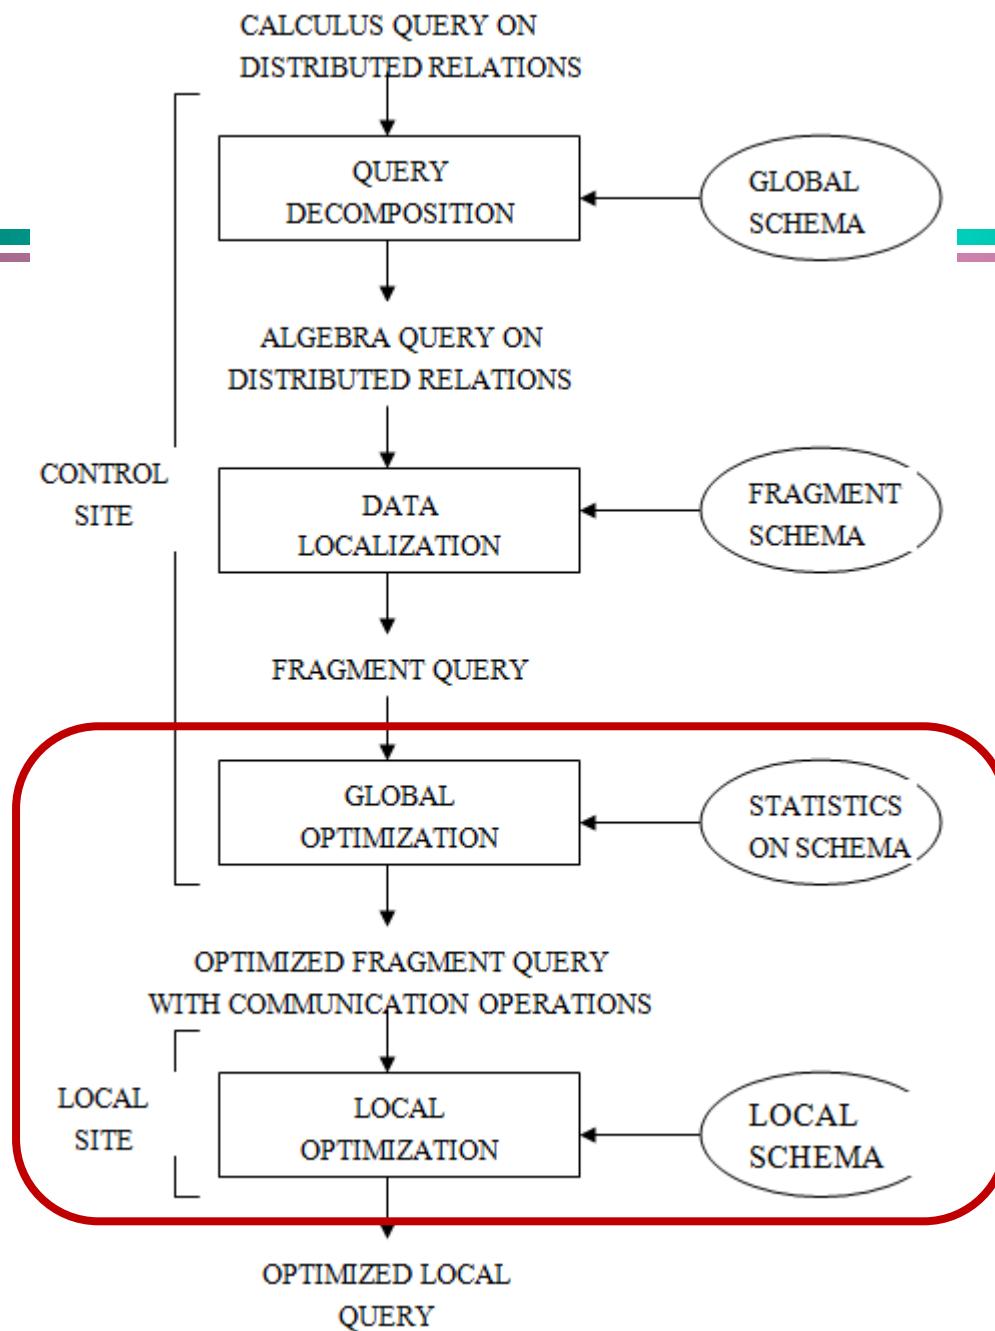 CALCULUS QUERY ON
DISTRIBUTED RELATIONS
QUERY
DECOMPOSITION
GLOBAL
SCHEMA
ALGEBRA QUERY ON
DISTRIBUTED RELATIONS
CONTROL
SITE
DATA
LOCALIZATION
FRAGMENT
SCHEMA
FRAGMENT QUERY
GLOBAL
OPTIMIZATION
STATISTICS
ON SCHEMA
OPTIMIZED FRAGMENT QUERY
WITH COMMUNICATION OPERATIONS
LOCAL
SITE
LOCAL
OPTIMIZATION
LOCAL
SCHEMA
OPTIMIZED LOCAL
QUERY